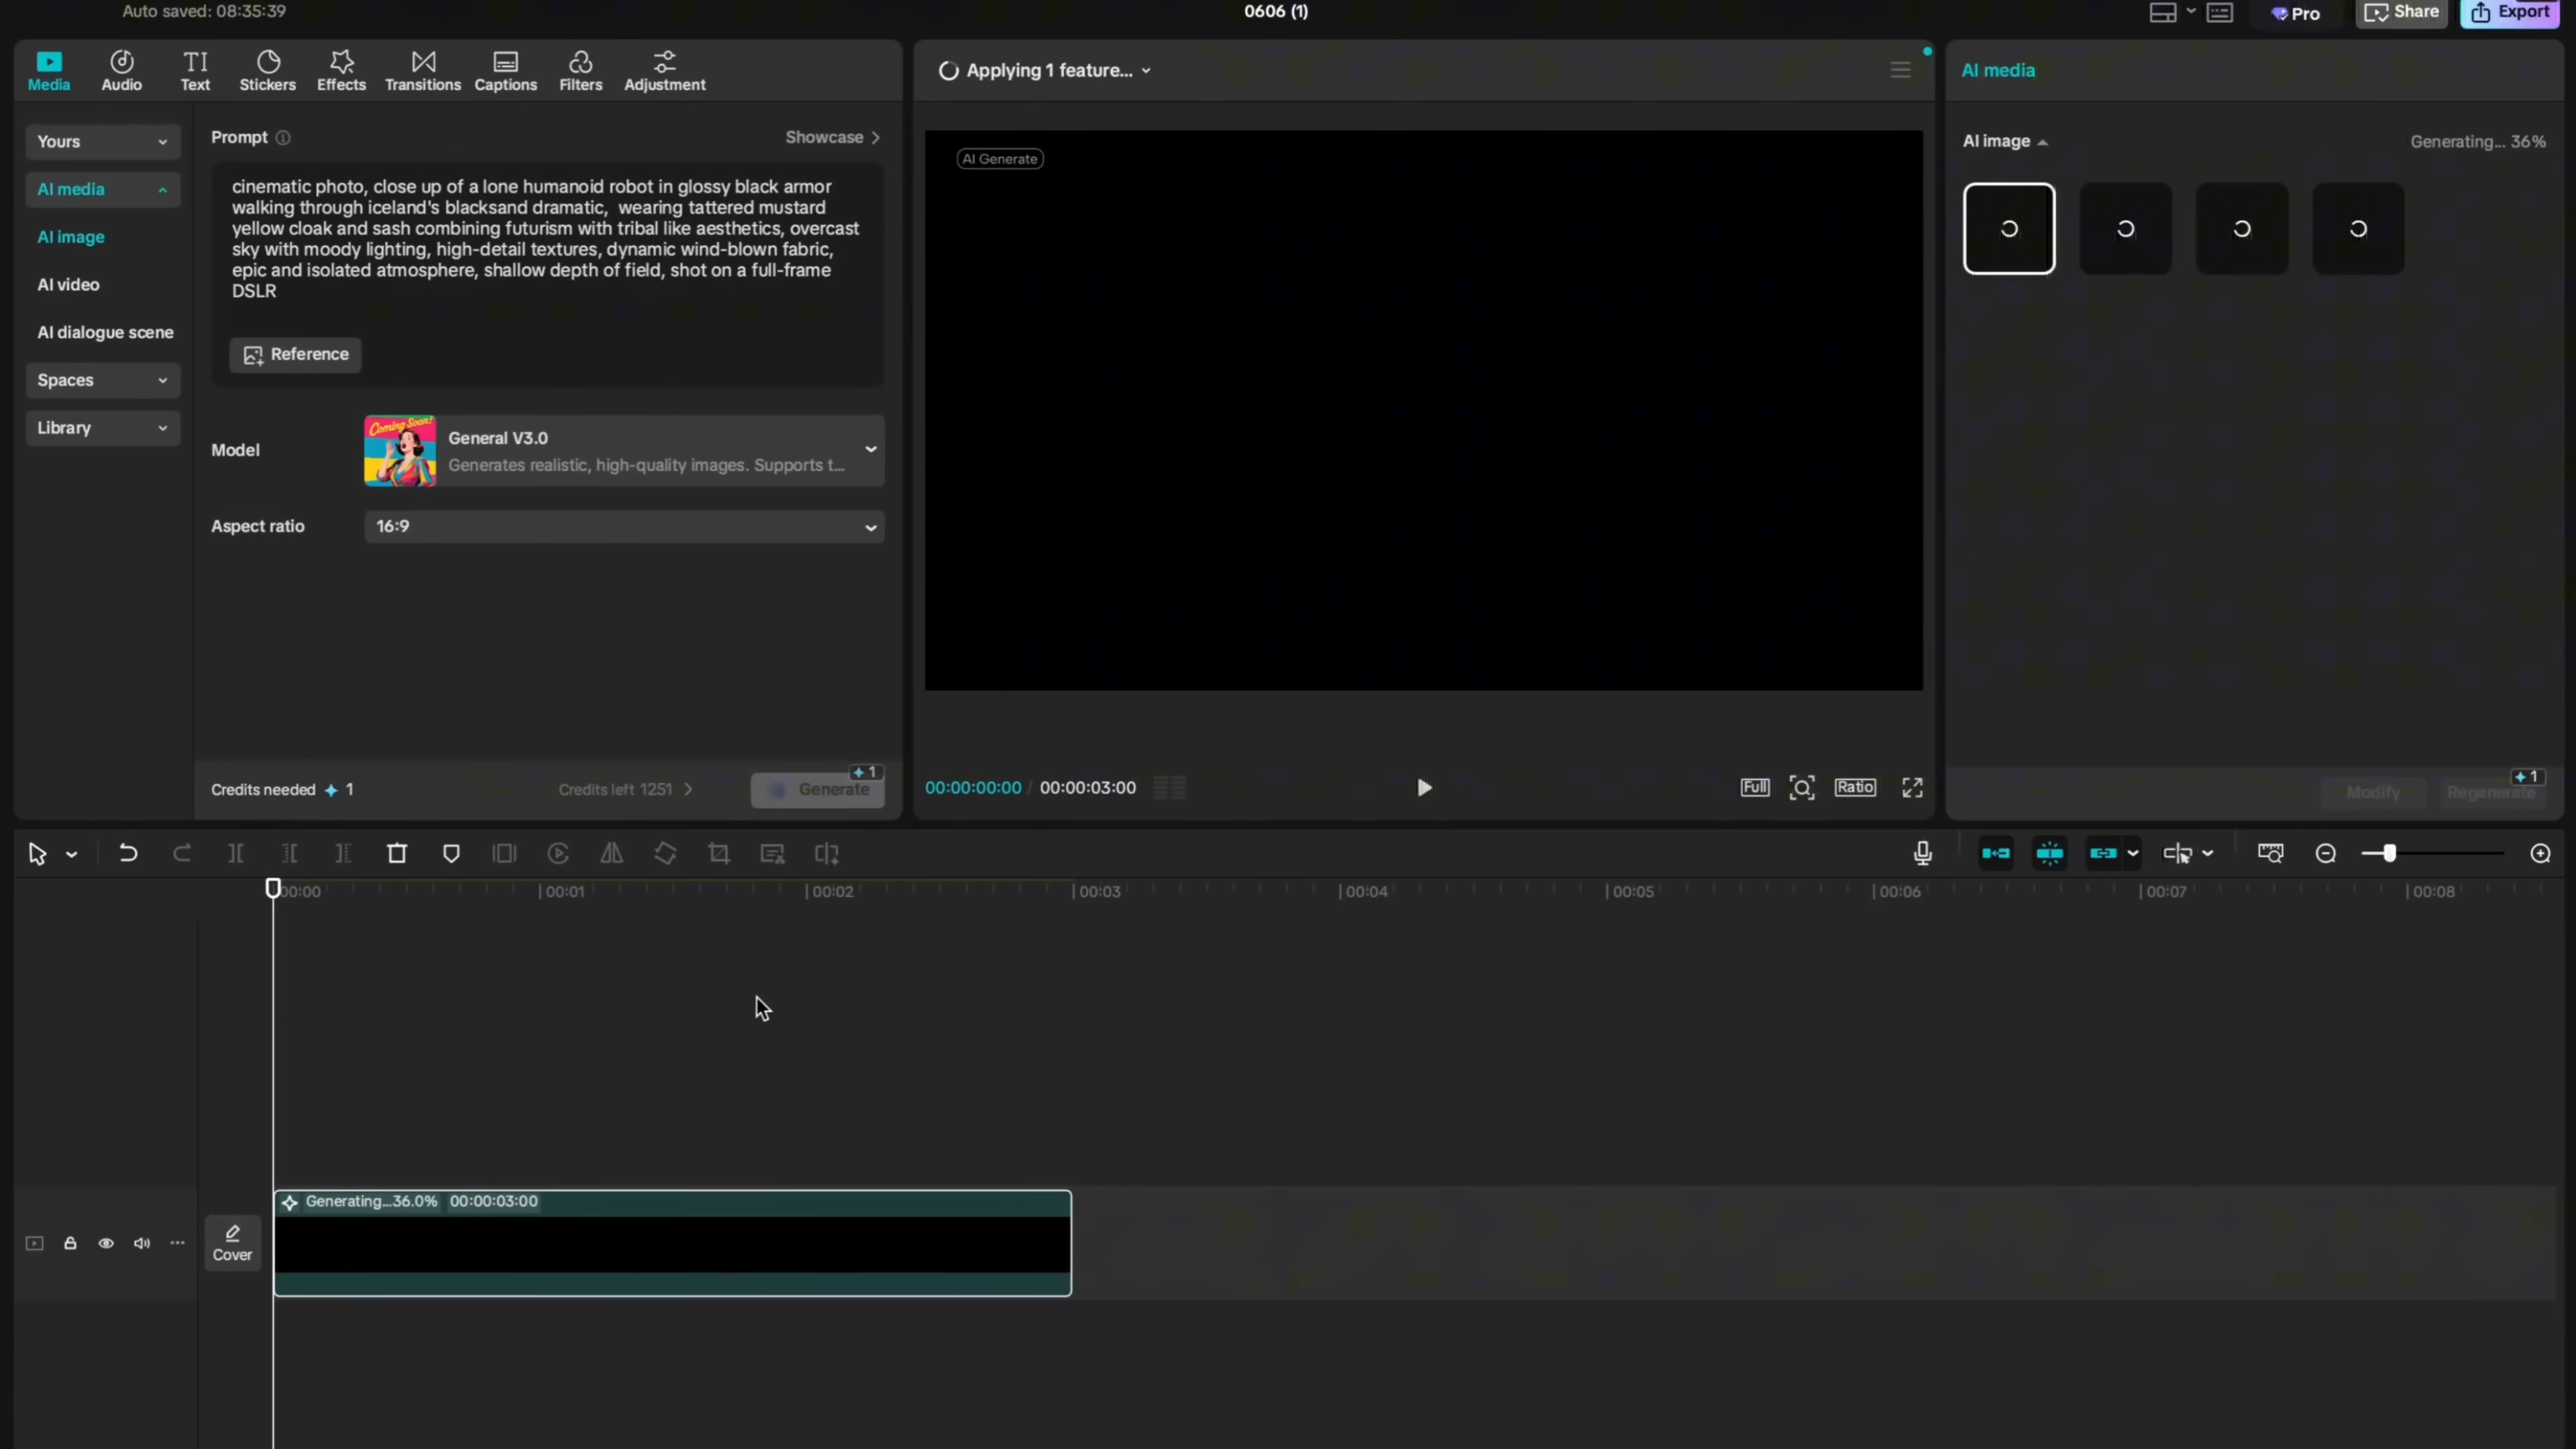 Auto saved: 08:35:39
0606 (1)
Pro
Share
Export
Media
Audio
TI
Text
Stickers
Effects
Transitions
Captions
Filters
Adjustment
Yours
AI media
AI image
AI video
AI dialogue scene
Spaces
Library
Prompt
Showcase
cinematic photo, close up of a lone humanoid robot in glossy black armor
walking through iceland's blacksand dramatic,  wearing tattered mustard
yellow cloak and sash combining futurism with tribal like aesthetics, overcast
sky with moody lighting, high-detail textures, dynamic wind-blown fabric,
epic and isolated atmosphere, shallow depth of field, shot on a full-frame
DSLR
Reference
Model
Coming Soon!
General V3.0
Generates realistic, high-quality images. Supports t...
Aspect ratio
16:9
Credits needed 1
Credits left 1251
1
Generate
Applying 1 feature...
AI Generate
00:00:00:00 / 00:00:03:00
Full
Ratio
AI media
AI image
Generating... 36%
Modify
1
Regenerate
00:00
00:01
00:02
00:03
00:04
00:05
00:06
00:07
00:08
Generating...36.0% 00:00:03:00
Cover